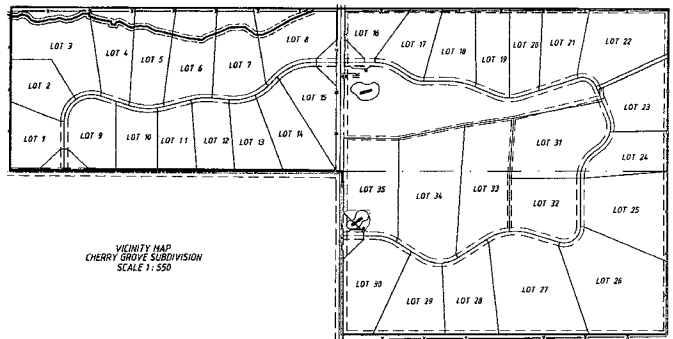 LOT 8
LOT 16
LOT 3
LOT 4
LOT 5
LOT 6
LOT 7
LOT 17
LOT 18
LOT 19
LOT 20
LOT 21
LOT 22
LOT 2
LOT 15
LOT 23
LOT 1
LOT 9
LOT 10
LOT 11
LOT 12
LOT 13
LOT 14
LOT 31
LOT 24
LOT 35
LOT 34
LOT 33
LOT 32
LOT 25
VICINITY MAP
CHERRY GROVE SUBDIVISION
SCALE 1: 550
LOT 30
LOT 29
LOT 28
LOT 27
LOT 26